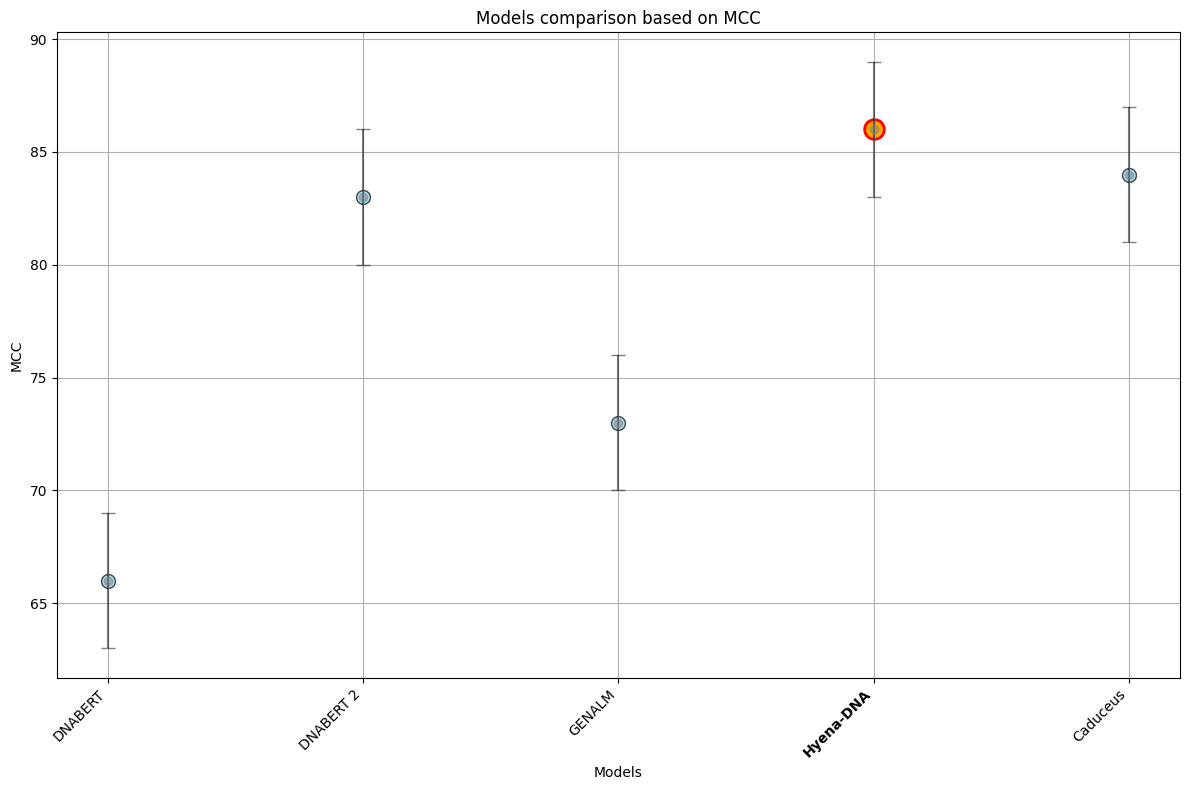 Models comparison based on MCC
90
85
80
75
70
65
MCC
DNABERT
DNABERT 2
GENALM
Hyena-DNA
Caduceus
Models